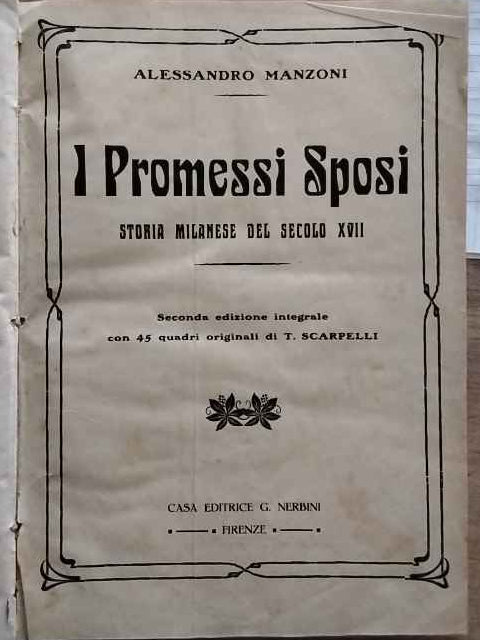 ALESSANDRO MANZONI
I Promessi Sposi
STORIA MILANESE DEL SECOLO XVII
Seconda edizione integrale
con 45 quadri originali di T. SCARPELLI
CASA EDITRICE G. NERBINI
FIRENZE